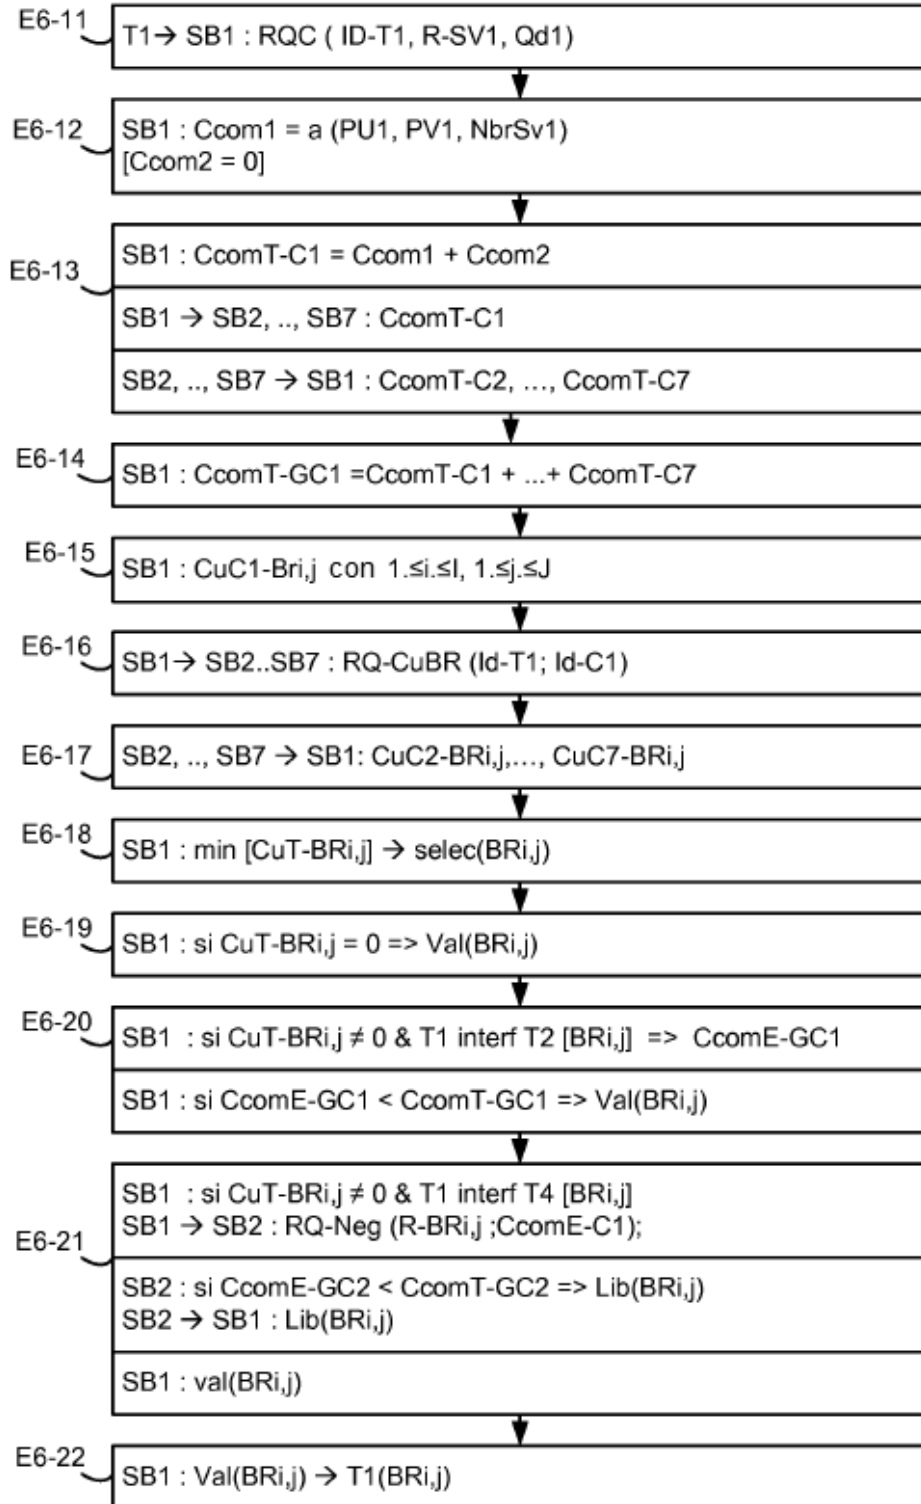 E6-11
T1→ SB1 : RQC ( ID-T1, R-SV1, Qd1)
E6-12
SB1 : Ccom1 = a (PU1, PV1, NbrSv1)
[Ccom2 = 0]
E6-13
SB1 : CcomT-C1 = Ccom1 + Ccom2
SB1 → SB2, .., SB7 : CcomT-C1
SB2, .., SB7 → SB1 : CcomT-C2, ..., CcomT-C7
E6-14
SB1 : CcomT-GC1 =CcomT-C1 + ...+ CcomT-C7
E6-15
SB1 : CuC1-Bri,j con 1.≤i.≤I, 1.≤j.≤J
E6-16
SB1→ SB2..SB7 : RQ-CuBR (Id-T1; Id-C1)
E6-17
SB2, .., SB7 → SB1: CuC2-BRi,j,..., CuC7-BRi,j
E6-18
SB1 : min [CuT-BRi,j] → selec(BRi,j)
E6-19
SB1 : si CuT-BRi,j = 0 => Val(BRi,j)
E6-20
SB1 : si CuT-BRi,j ≠ 0 & T1 interf T2 [BRi,j] => CcomE-GC1
SB1 : si CcomE-GC1 < CcomT-GC1 => Val(BRi,j)
E6-21
SB1 : si CuT-BRi,j ≠ 0 & T1 interf T4 [BRi,j]
SB1 → SB2 : RQ-Neg (R-BRi,j ;CcomE-C1);
SB2 : si CcomE-GC2 < CcomT-GC2 => Lib(BRi,j)
SB2 → SB1 : Lib(BRi,j)
SB1 : val(BRi,j)
E6-22
SB1 : Val(BRi,j) → T1(BRi,j)